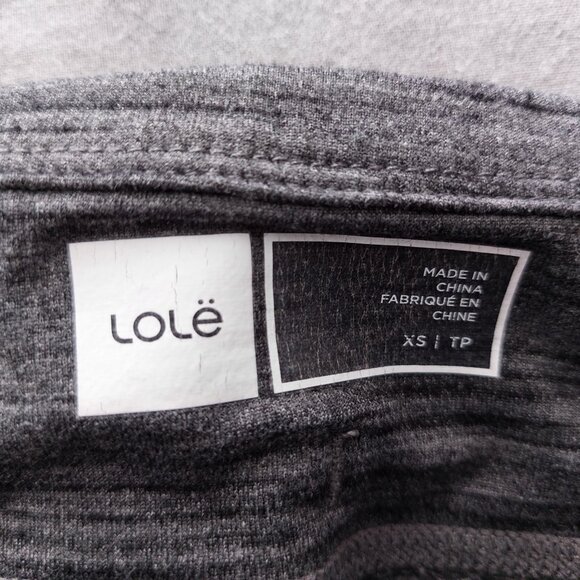 LOLë
MADE IN
CHINA
FABRIQUÉ EN
CHINE
XS | TP